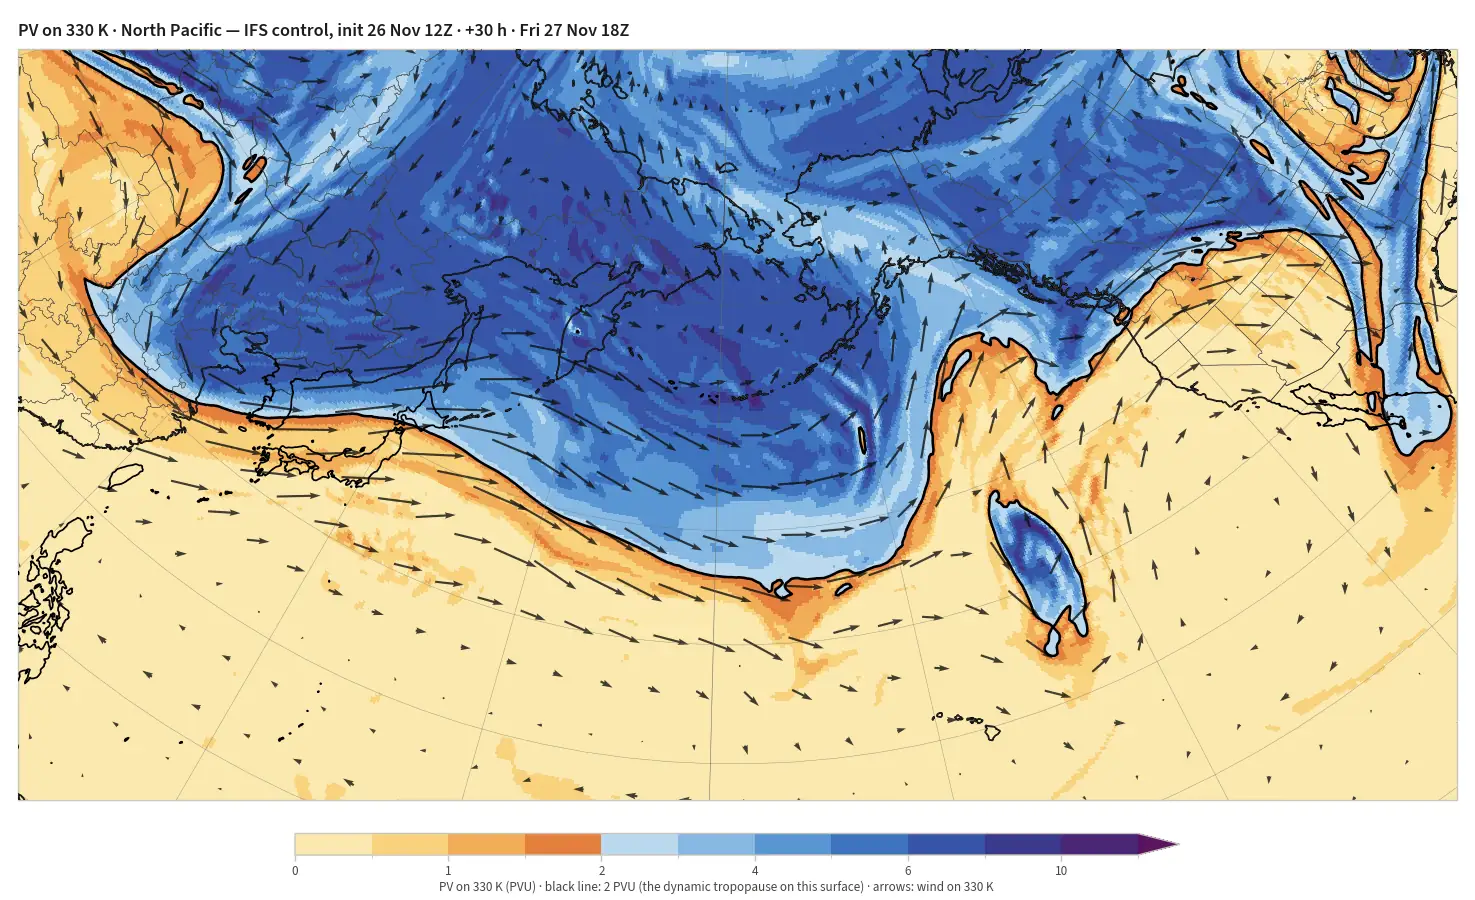 PV on 330 K · North Pacific — IFS control, init 26 Nov 12Z · +30 h · Fri 27 Nov 18Z
0 1 2 4 6 10
PV on 330 K (PVU) · black line: 2 PVU (the dynamic tropopause on this surface) · arrows: wind on 330 K